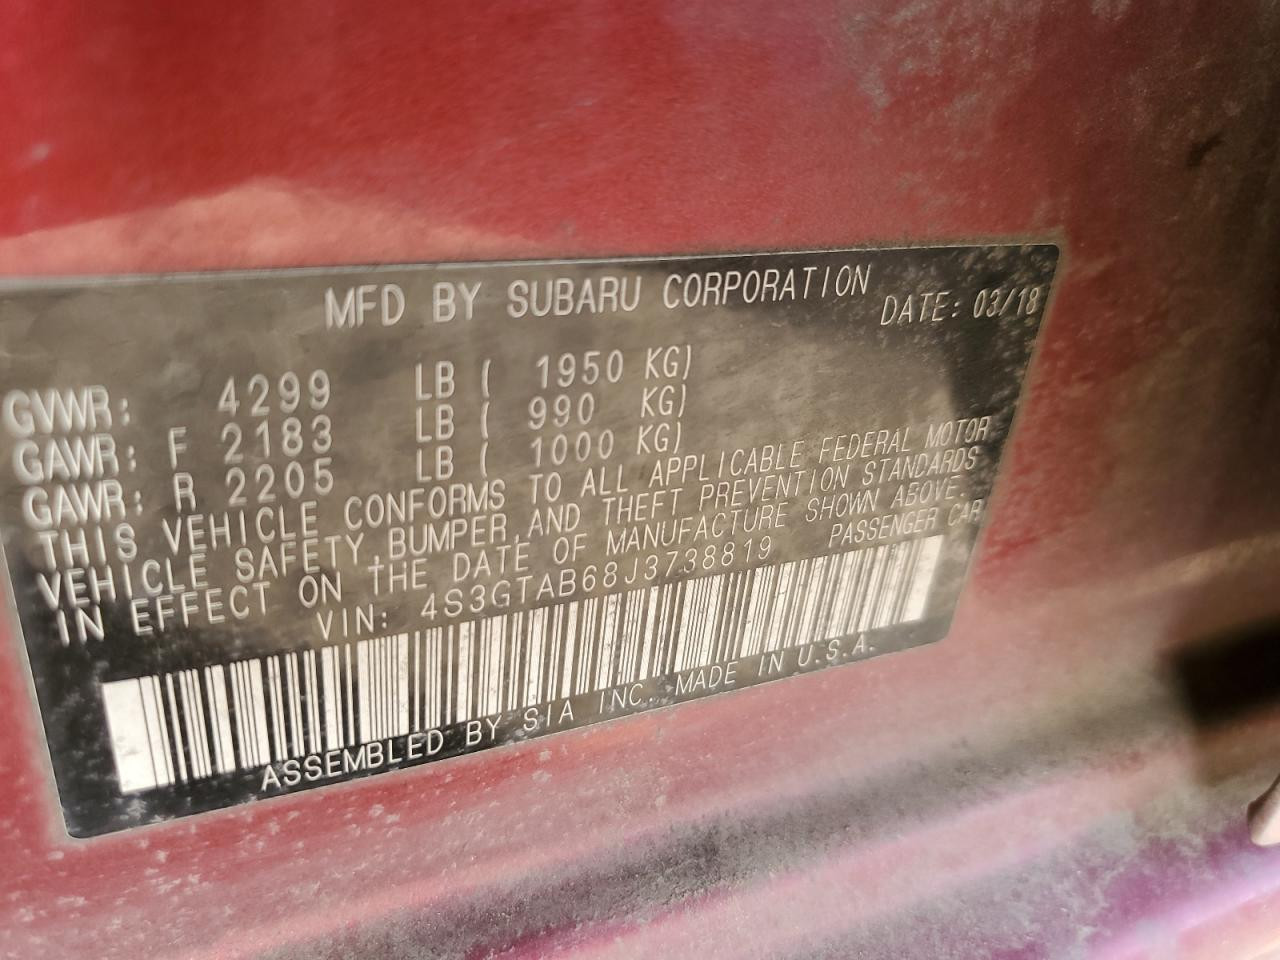 MFD BY SUBARU CORPORATION
DATE: 03/18
GVWR: 4299 LB ( 1950 KG)
GAWR: F 2183 LB ( 990 KG)
GAWR: R 2205 LB ( 1000 KG)
THIS VEHICLE CONFORMS TO ALL APPLICABLE FEDERAL MOTOR
VEHICLE SAFETY,BUMPER,AND THEFT PREVENTION STANDARDS
IN EFFECT ON THE DATE OF MANUFACTURE SHOWN ABOVE.
VIN: 4S3GTAB68J3738819 PASSENGER CAR
ASSEMBLED BY SIA INC. MADE IN U.S.A.